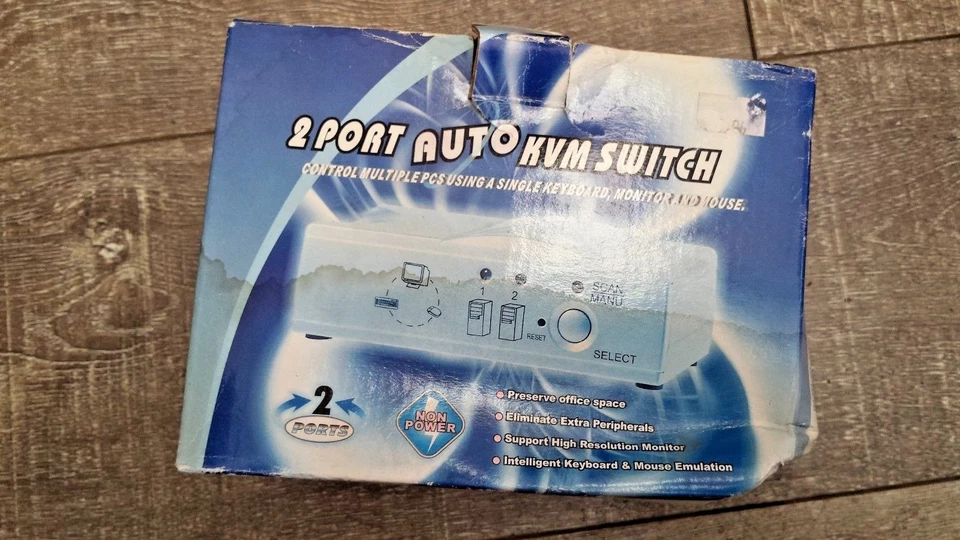 2 PORT AUTO KVM SWITCH
CONTROL MULTIPLE PCS USING A SINGLE KEYBOARD, MONITOR AND MOUSE.
1 2
SCAN
MANU
RESET
SELECT
2
PORTS
NON
POWER
Preserve office space
Eliminate Extra Peripherals
Support High Resolution Monitor
Intelligent Keyboard & Mouse Emulation